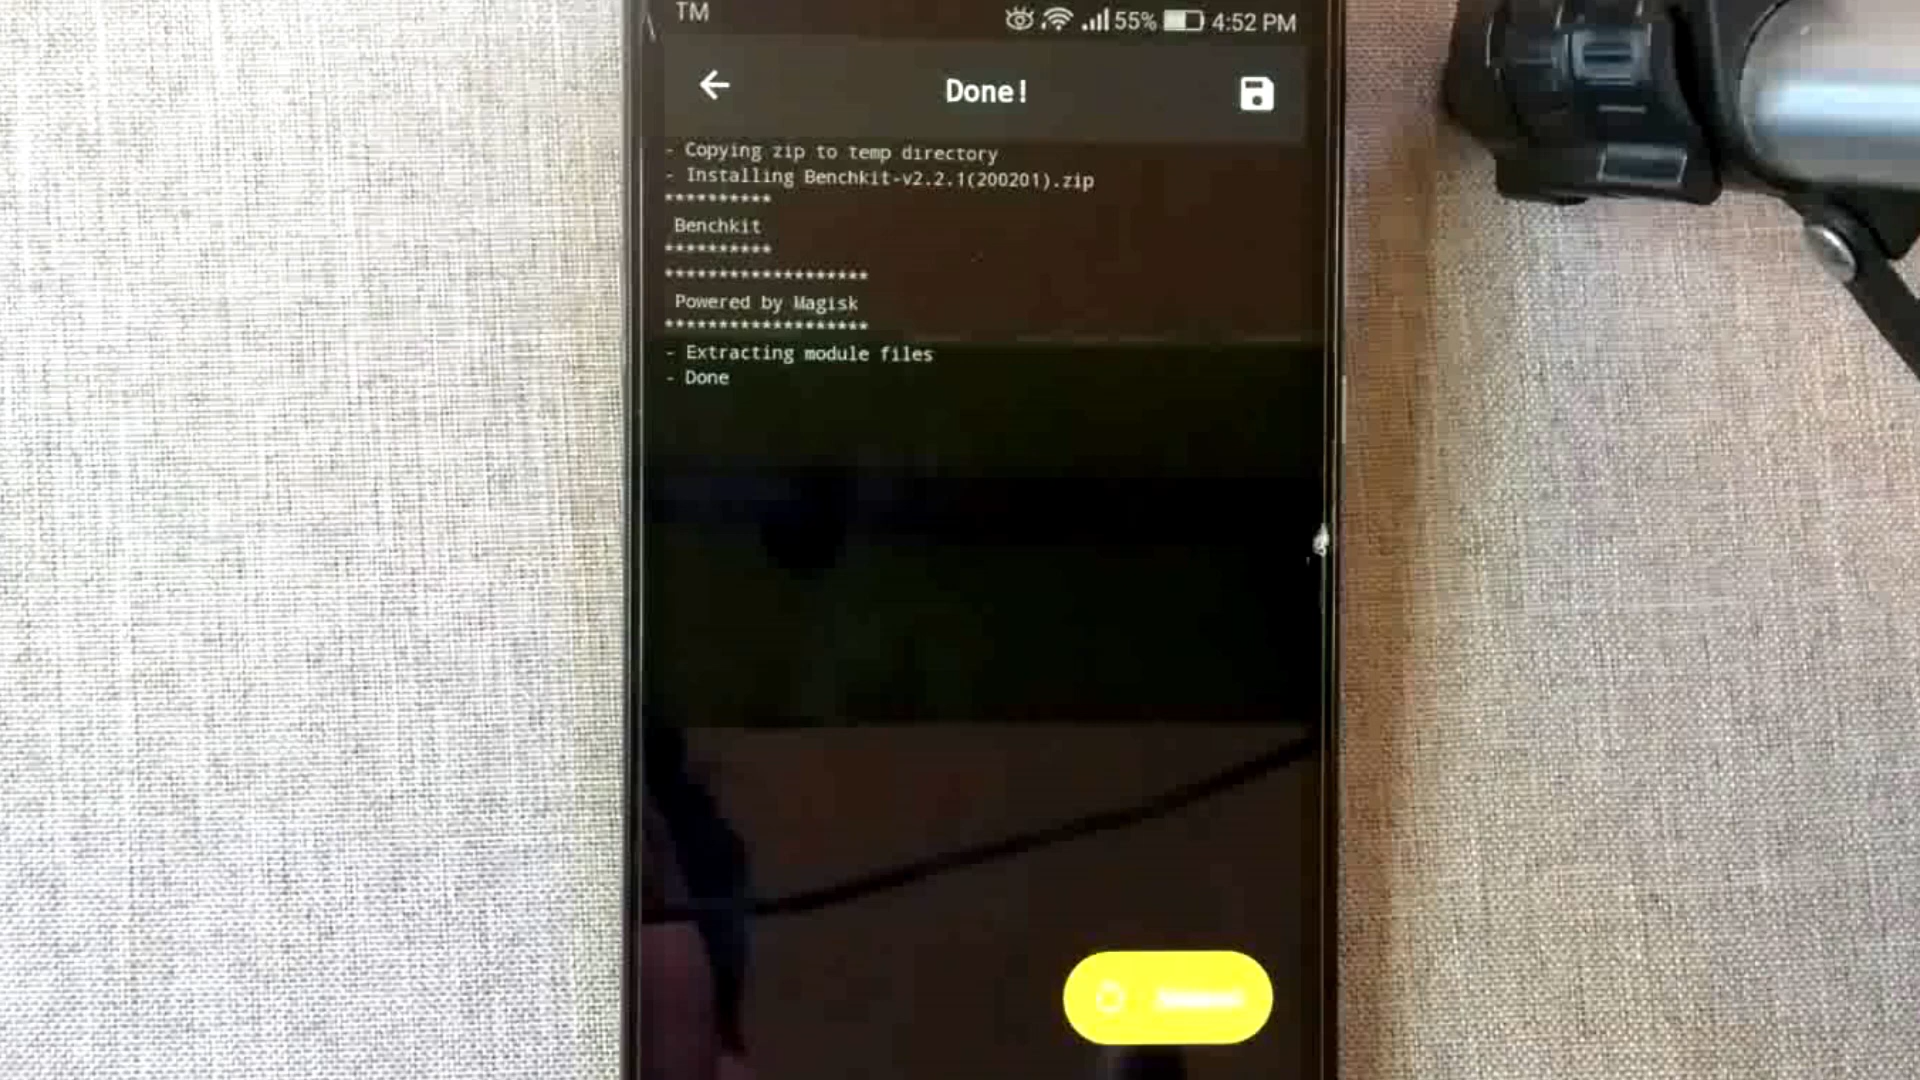 TM
55% 4:52 PM
Done!
- Copying zip to temp directory
- Installing Benchkit-v2.2.1(200201).zip
**********
Benchkit
**********
*******************
Powered by Magisk
*******************
- Extracting module files
- Done